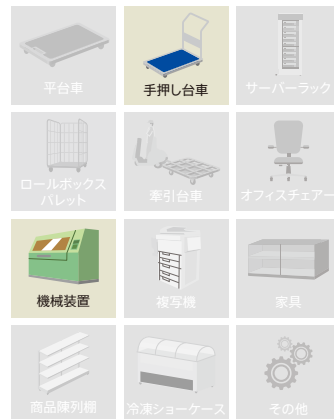 平台車
手押し台車
サーバーラック
ロールボックス
パレット
牽引台車
オフィスチェアー
機械装置
複写機
家具
商品陳列棚
冷凍ショーケース
その他